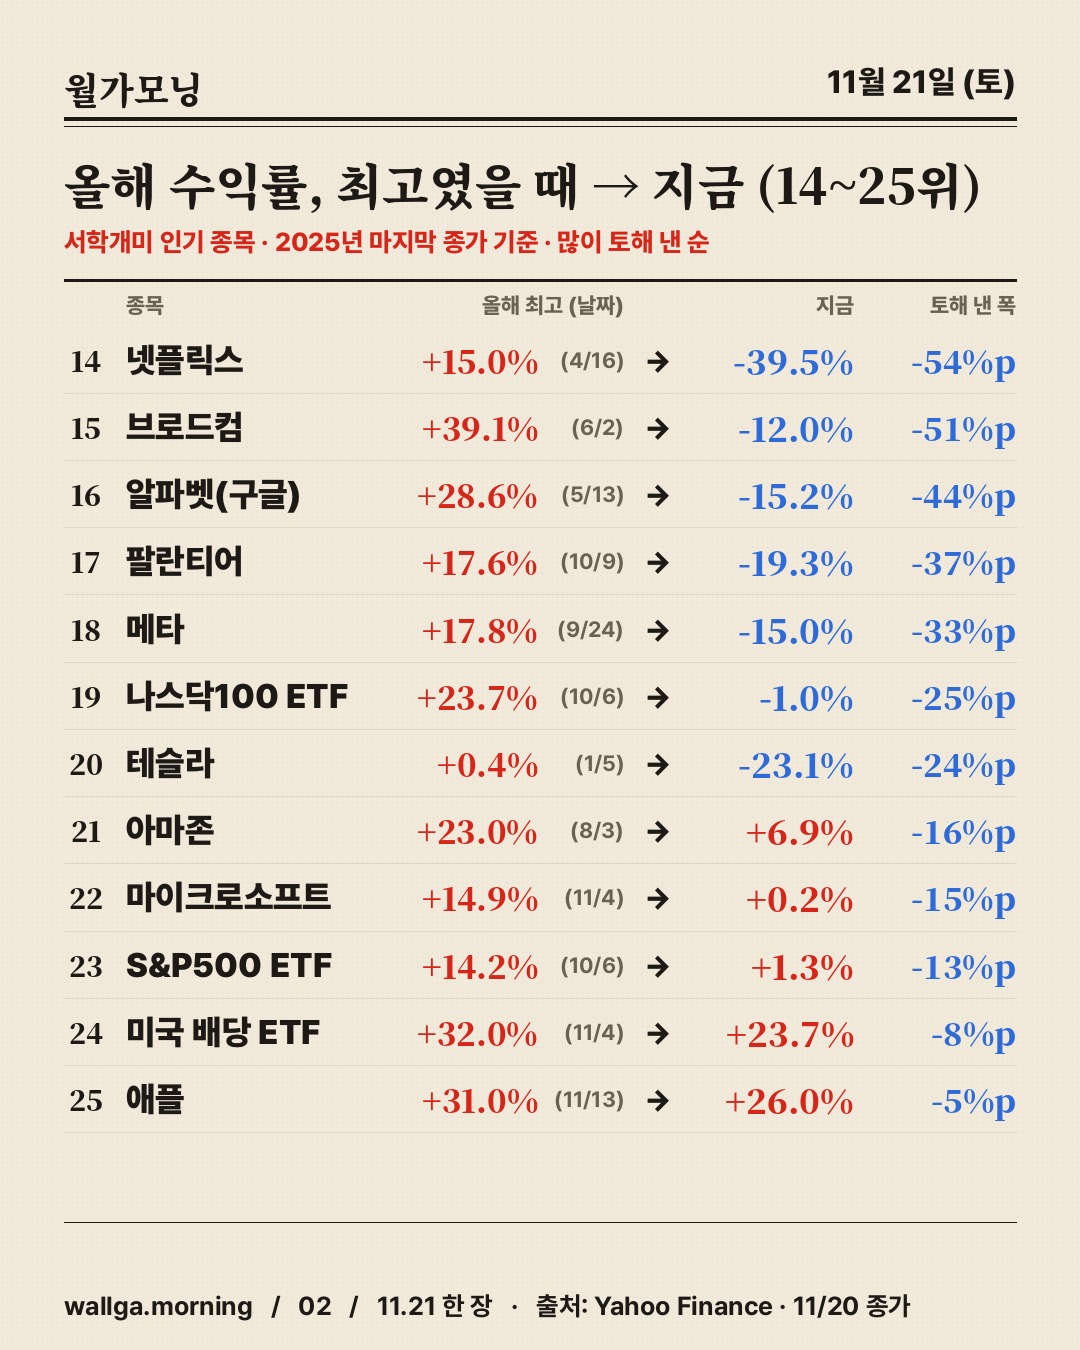 월가모닝 11월 21일 (토)
올해 수익률, 최고였을 때 → 지금 (14~25위)
서학개미 인기 종목 · 2025년 마지막 종가 기준 · 많이 토해 낸 순
종목 올해 최고 (날짜) 지금 토해 낸 폭
14 넷플릭스 +15.0% (4/16) → -39.5% -54%p
15 브로드컴 +39.1% (6/2) → -12.0% -51%p
16 알파벳(구글) +28.6% (5/13) → -15.2% -44%p
17 팔란티어 +17.6% (10/9) → -19.3% -37%p
18 메타 +17.8% (9/24) → -15.0% -33%p
19 나스닥100 ETF +23.7% (10/6) → -1.0% -25%p
20 테슬라 +0.4% (1/5) → -23.1% -24%p
21 아마존 +23.0% (8/3) → +6.9% -16%p
22 마이크로소프트 +14.9% (11/4) → +0.2% -15%p
23 S&P500 ETF +14.2% (10/6) → +1.3% -13%p
24 미국 배당 ETF +32.0% (11/4) → +23.7% -8%p
25 애플 +31.0% (11/13) → +26.0% -5%p
wallga.morning / 02 / 11.21 한 장 · 출처: Yahoo Finance · 11/20 종가